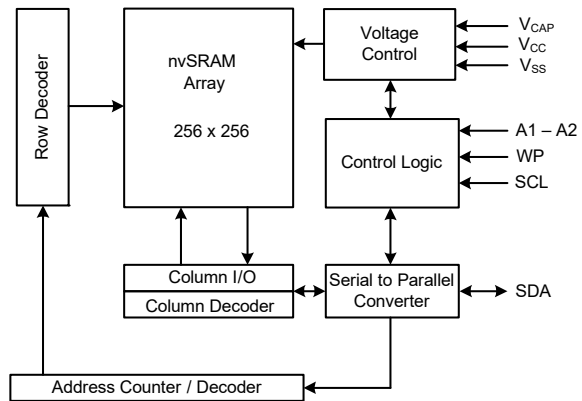 Row Decoder
nvSRAM
Array
256 x 256
Voltage
Control
VCAP
VCC
VSS
Control Logic
A1 – A2
WP
SCL
Column I/O
Column Decoder
Serial to Parallel
Converter
SDA
Address Counter / Decoder